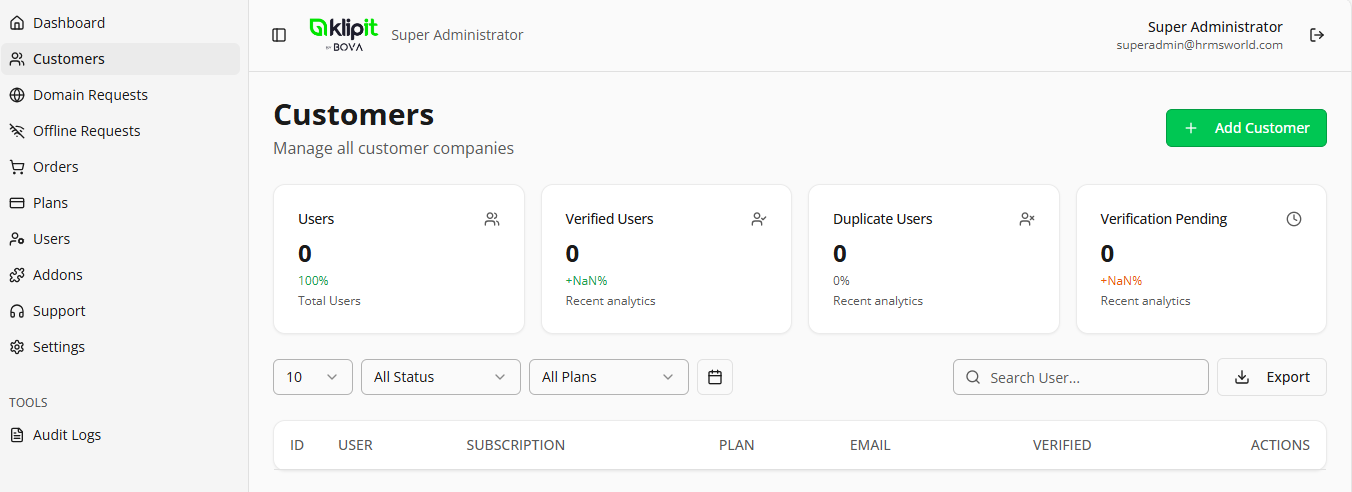 Dashboard
Customers
Domain Requests
Offline Requests
Orders
Plans
Users
Addons
Support
Settings
TOOLS
Audit Logs
klipit
BY BOVA
Super Administrator
Super Administrator
superadmin@hrmsworld.com
Customers
Manage all customer companies
Add Customer
Users
0
100%
Total Users
Verified Users
0
+NaN%
Recent analytics
Duplicate Users
0
0%
Recent analytics
Verification Pending
0
+NaN%
Recent analytics
10
All Status
All Plans
Search User...
Export
ID USER SUBSCRIPTION PLAN EMAIL VERIFIED ACTIONS